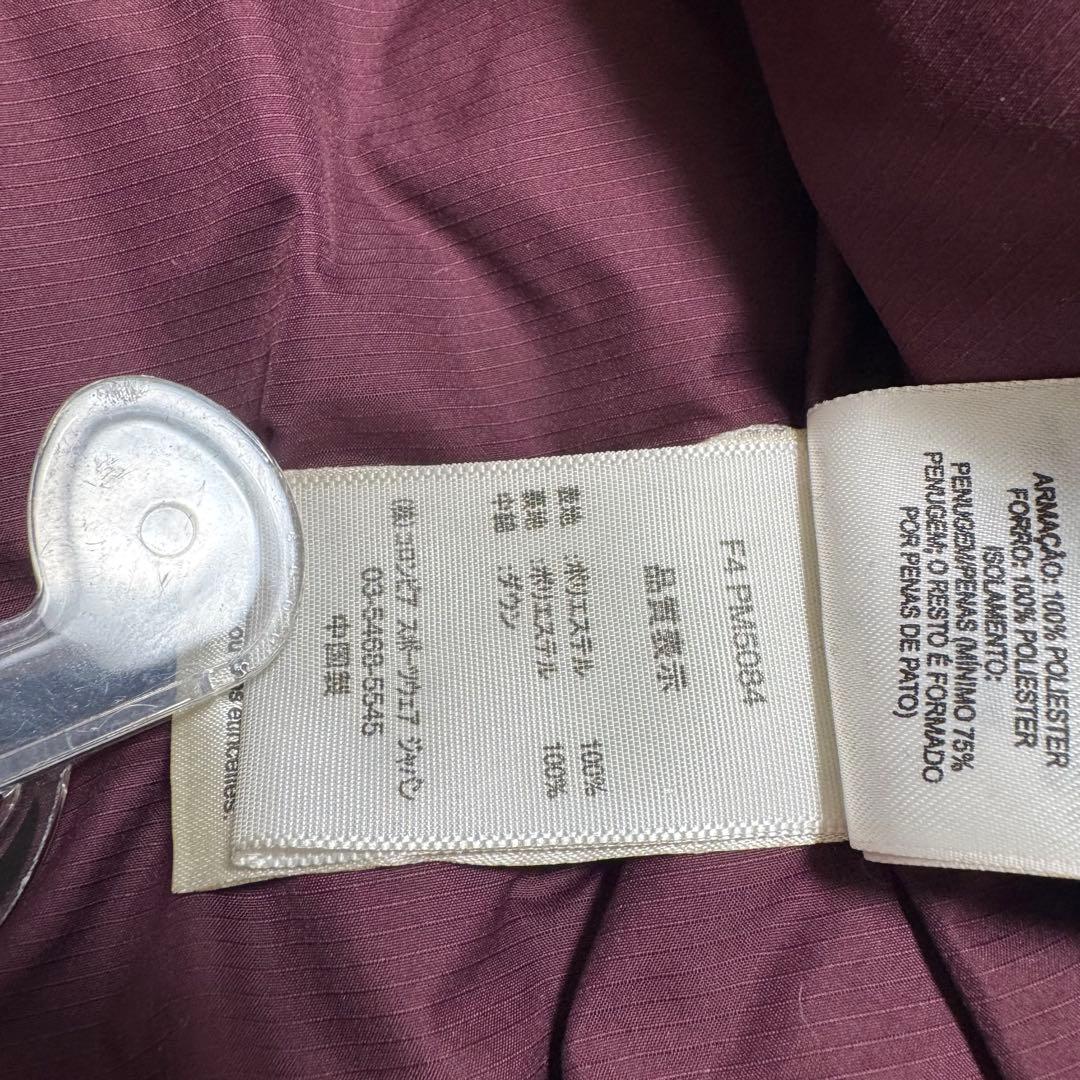 F4 PM5084
品質表示
表地 :ポリエステル 100%
裏地 ポリエステル 100%
中綿 ダウン
(株)コロンビア スポーツウェア ジャパン
03-5468-5545
中国製
ARMAÇÃO: 100% POLIESTER
FORRO: 100% POLIESTER
ISOLAMENTO:
PENUGEM/PENAS (MÍNIMO 75%
PENUGEM; O RESTO É FORMADO
POR PENAS DE PATO)